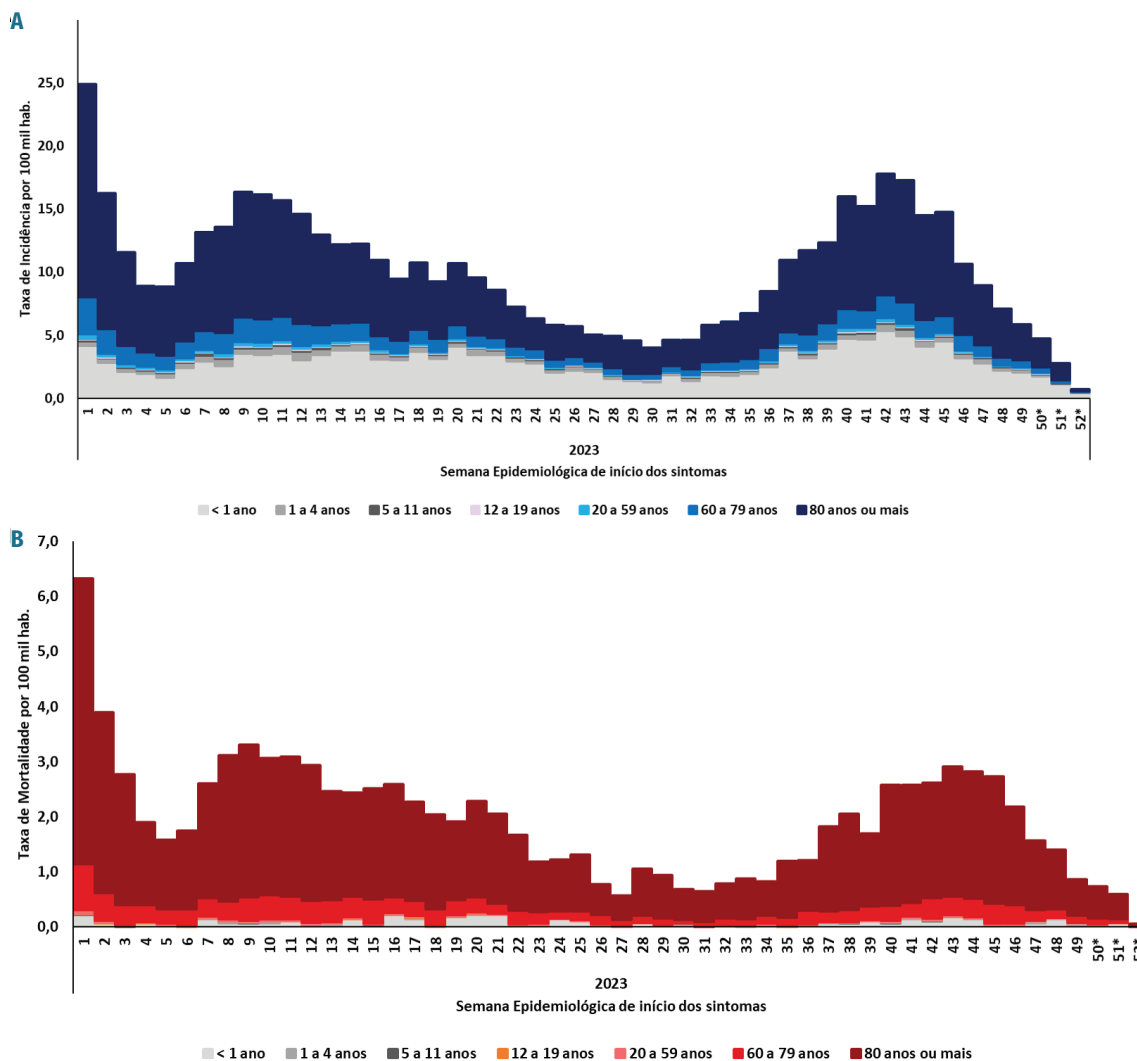 A
Taxa de Incidência por 100 mil hab.
25,0
20,0
15,0
10,0
5,0
0,0
1 2 3 4 5 6 7 8 9 10 11 12 13 14 15 16 17 18 19 20 21 22 23 24 25 26 27 28 29 30 31 32 33 34 35 36 37 38 39 40 41 42 43 44 45 46 47 48 49 50* 51* 52*
2023
Semana Epidemiológica de início dos sintomas
< 1 ano 1 a 4 anos 5 a 11 anos 12 a 19 anos 20 a 59 anos 60 a 79 anos 80 anos ou mais
B
Taxa de Mortalidade por 100 mil hab.
7,0
6,0
5,0
4,0
3,0
2,0
1,0
0,0
1 2 3 4 5 6 7 8 9 10 11 12 13 14 15 16 17 18 19 20 21 22 23 24 25 26 27 28 29 30 31 32 33 34 35 36 37 38 39 40 41 42 43 44 45 46 47 48 49 50* 51* 52*
2023
Semana Epidemiológica de início dos sintomas
< 1 ano 1 a 4 anos 5 a 11 anos 12 a 19 anos 20 a 59 anos 60 a 79 anos 80 anos ou mais